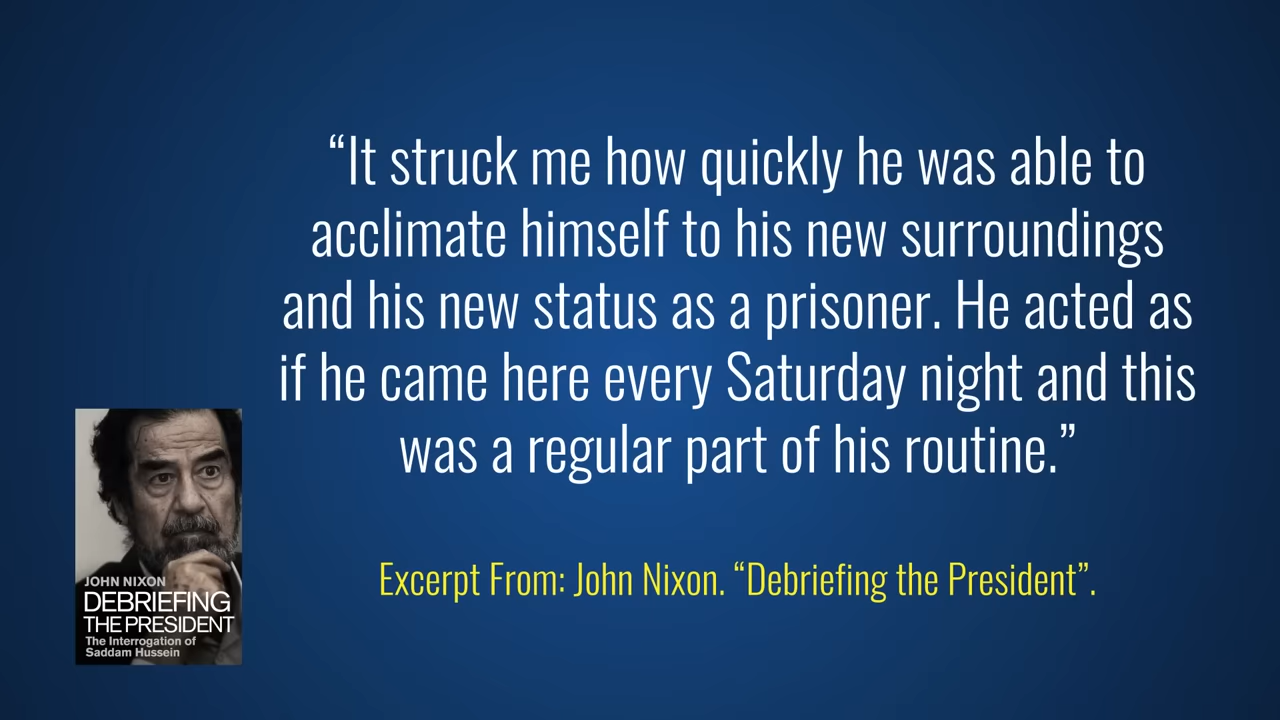 “It struck me how quickly he was able to
acclimate himself to his new surroundings
and his new status as a prisoner. He acted as
if he came here every Saturday night and this
was a regular part of his routine.”
Excerpt From: John Nixon. “Debriefing the President”.
JOHN NIXON
DEBRIEFING
THE PRESIDENT
The Interrogation of
Saddam Hussein